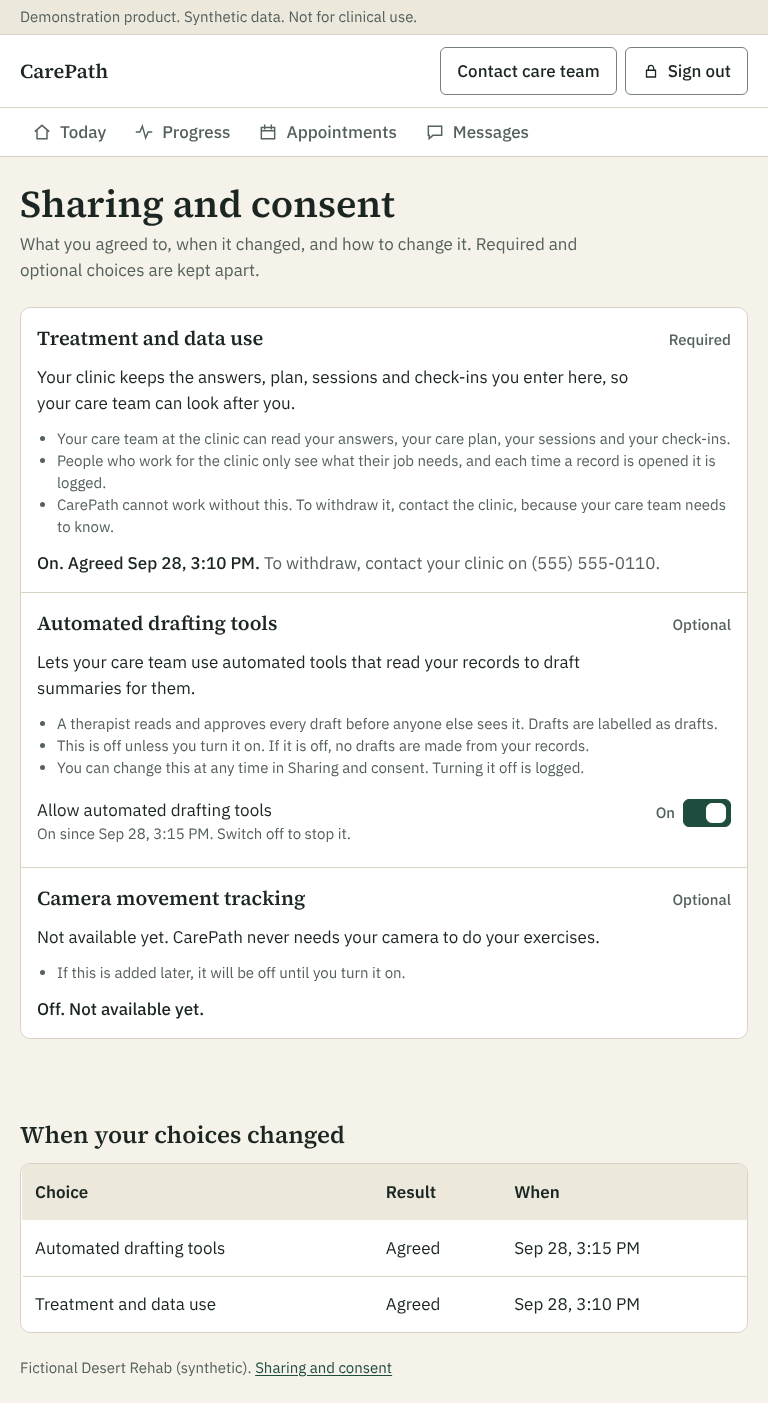 Demonstration product. Synthetic data. Not for clinical use.
CarePath
Contact care team
Sign out
Today
Progress
Appointments
Messages
Sharing and consent
What you agreed to, when it changed, and how to change it. Required and
optional choices are kept apart.
Treatment and data use
Required
Your clinic keeps the answers, plan, sessions and check-ins you enter here, so
your care team can look after you.
• Your care team at the clinic can read your answers, your care plan, your sessions and your check-ins.
• People who work for the clinic only see what their job needs, and each time a record is opened it is
logged.
• CarePath cannot work without this. To withdraw it, contact the clinic, because your care team needs
to know.
On. Agreed Sep 28, 3:10 PM. To withdraw, contact your clinic on (555) 555-0110.
Automated drafting tools
Optional
Lets your care team use automated tools that read your records to draft
summaries for them.
• A therapist reads and approves every draft before anyone else sees it. Drafts are labelled as drafts.
• This is off unless you turn it on. If it is off, no drafts are made from your records.
• You can change this at any time in Sharing and consent. Turning it off is logged.
Allow automated drafting tools
On
On since Sep 28, 3:15 PM. Switch off to stop it.
Camera movement tracking
Optional
Not available yet. CarePath never needs your camera to do your exercises.
• If this is added later, it will be off until you turn it on.
Off. Not available yet.
When your choices changed
Choice Result When
Automated drafting tools Agreed Sep 28, 3:15 PM
Treatment and data use Agreed Sep 28, 3:10 PM
Fictional Desert Rehab (synthetic). Sharing and consent